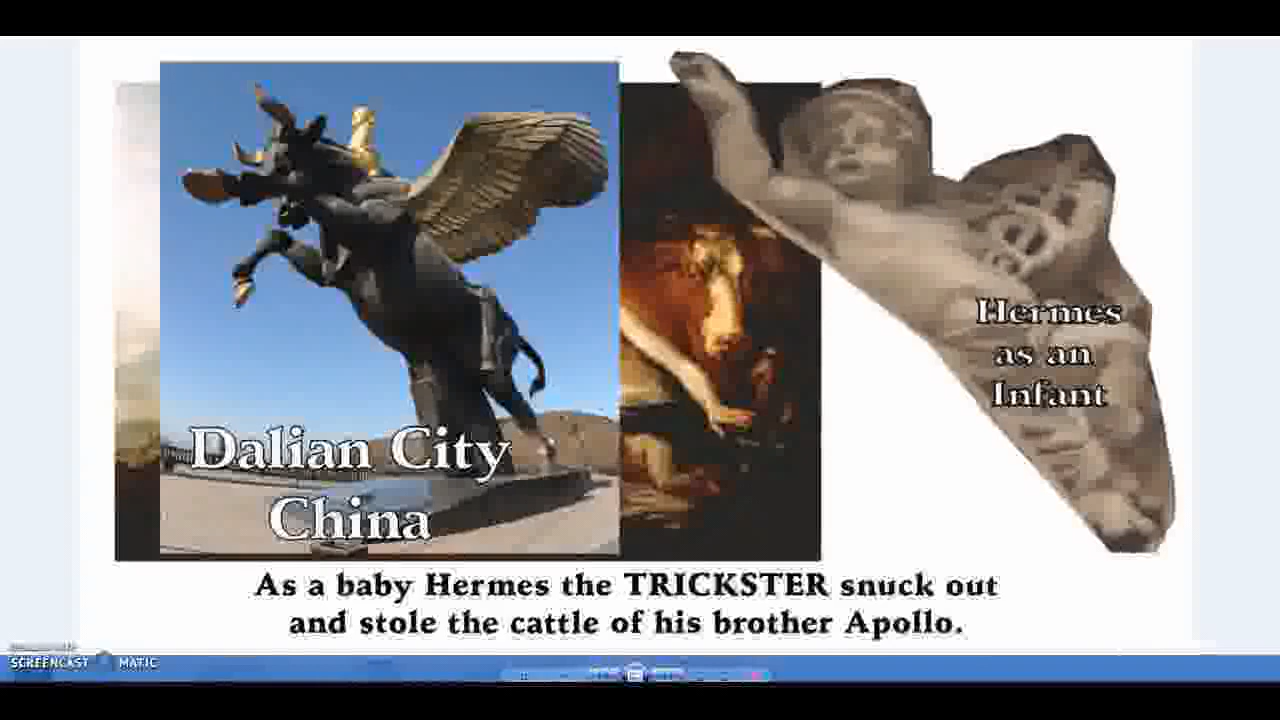 Dalian City
China
Hermes
as an
Infant
As a baby Hermes the TRICKSTER snuck out
and stole the cattle of his brother Apollo.
SCREENCAST MATIC